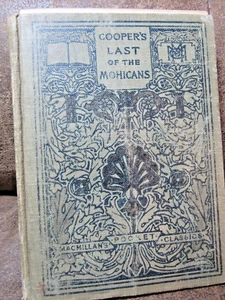 COOPER'S
LAST
OF THE
MOHICANS
MACMILLAN'S POCKET CLASSICS